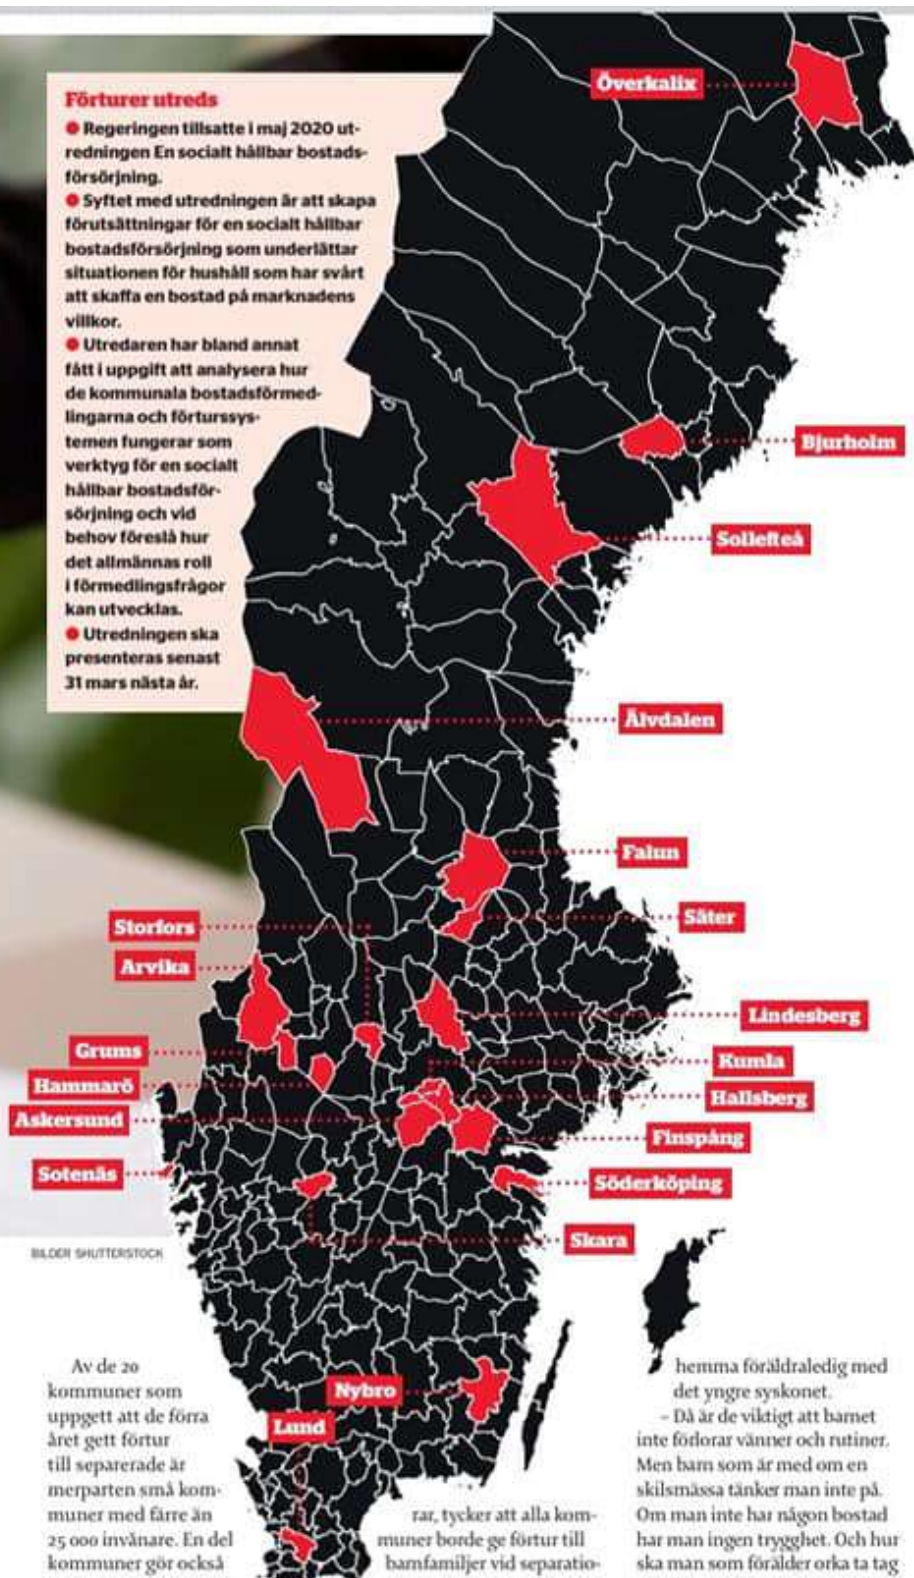 Förturer utreds
● Regeringen tillsatte i maj 2020 ut-
redningen En socialt hållbar bostads-
försörjning.
● Syftet med utredningen är att skapa
förutsättningar för en socialt hållbar
bostadsförsörjning som underlättar
situationen för hushåll som har svårt
att skaffa en bostad på marknadens
villkor.
● Utredaren har bland annat
fått i uppgift att analysera hur
de kommunala bostadsförmed-
lingarna och förturssys-
temen fungerar som
verktyg för en socialt
hållbar bostadsför-
sörjning och vid
behov föreslå hur
det allmännas roll
i förmedlingsfrågor
kan utvecklas.
● Utredningen ska
presenteras senast
31 mars nästa år.
Överkalix
Bjurholm
Sollefteå
Älvdalen
Falun
Säter
Storfors
Arvika
Lindesberg
Grums
Kumla
Hammarö
Hallsberg
Askersund
Finspång
Sotenäs
Söderköping
Skara
BILDER SHUTTERSTOCK
Nybro
Lund
Av de 20
kommuner som
uppgett att de förra
året gett förtur
till separerade är
merparten små kom-
muner med färre än
25 000 invånare. En del
kommuner gör också
rar, tycker att alla kom-
muner borde ge förtur till
barnfamiljer vid separatio-
hemma föräldraledig med
det yngre syskonet.
– Då är de viktigt att barnet
inte förlorar vänner och rutiner.
Men barn som är med om en
skilsmässa tänker man inte på.
Om man inte har någon bostad
har man ingen trygghet. Och hur
ska man som förälder orka ta tag